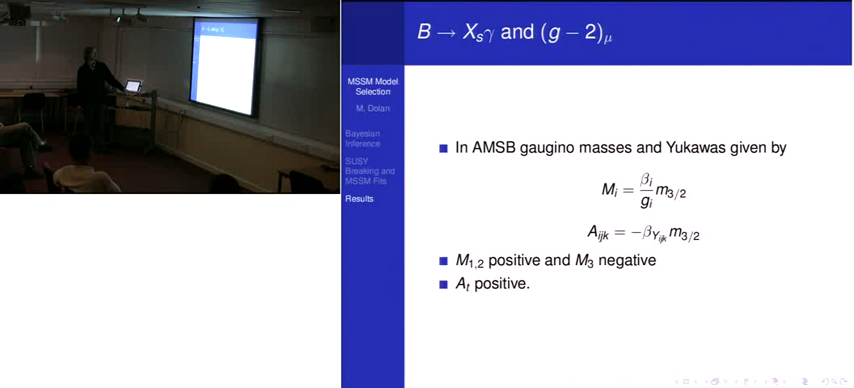 B → X_sγ and (g − 2)_μ
MSSM Model
Selection
M. Dolan
Bayesian
Inference
SUSY
Breaking and
MSSM Fits
Results
In AMSB gaugino masses and Yukawas given by
M_i = β_i/g_i m_{3/2}
A_{ijk} = −β_{Y_{ijk}} m_{3/2}
M_{1,2} positive and M_3 negative
A_t positive.